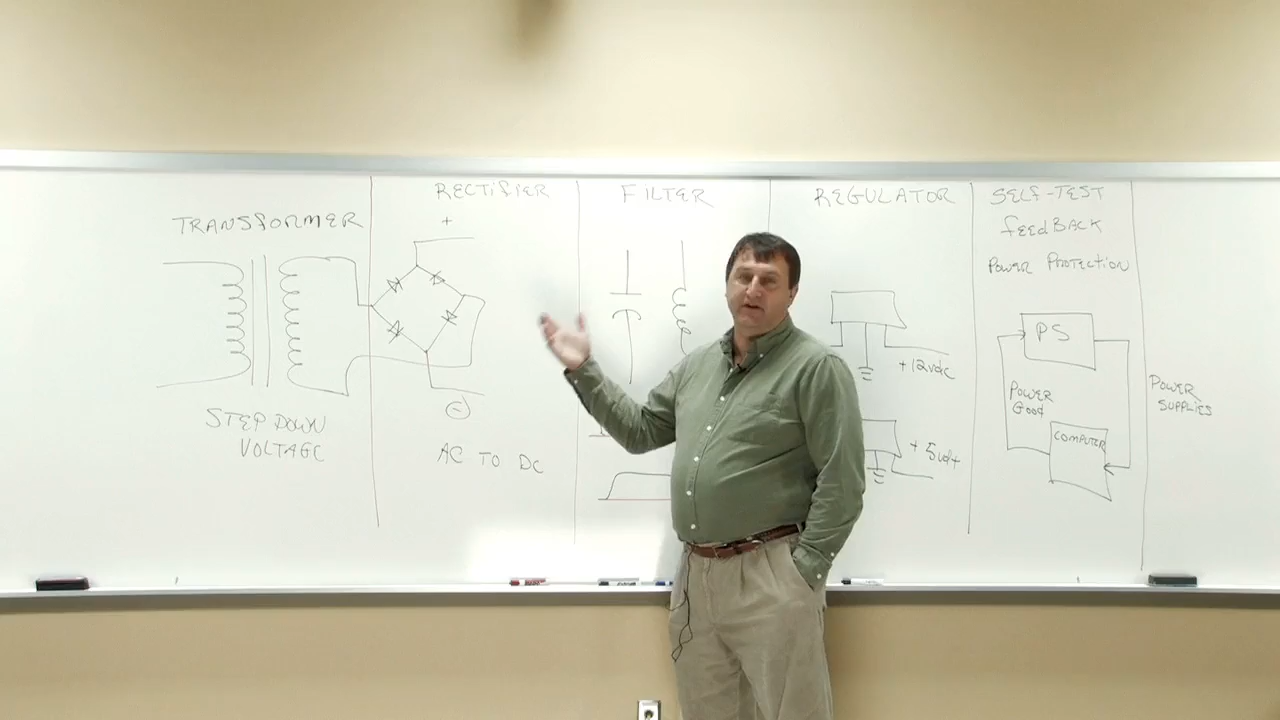 TRANSFORMER
STEP DOWN
VOLTAGE
RECTIFIER
+
-
AC TO DC
FILTER
REGULATOR
+12vdc
+5volt
SELF-TEST
feedBACK
POWER PROTECTION
PS
POWER
Good
COMPUTER
POWER
SUPPLIES